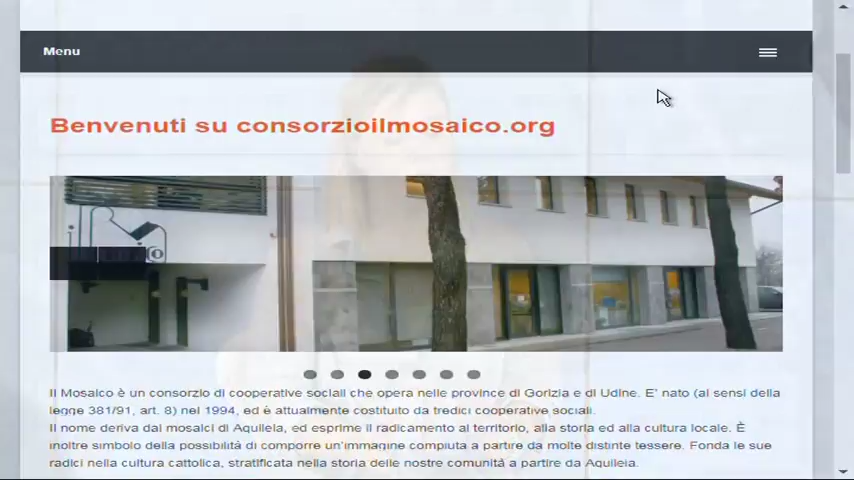 Menu
Benvenuti su consorzioilmosaico.org
Il Mosaico è un consorzio di cooperative sociali che opera nelle province di Gorizia e di Udine. E' nato (ai sensi della
legge 381/91, art. 8) nel 1994, ed è attualmente costituito da tredici cooperative sociali.
Il nome deriva dai mosaici di Aquileia, ed esprime il radicamento al territorio, alla storia ed alla cultura locale. È
inoltre simbolo della possibilità di comporre un'immagine compiuta a partire da molte distinte tessere. Fonda le sue
radici nella cultura cattolica, stratificata nella storia delle nostre comunità a partire da Aquileia.